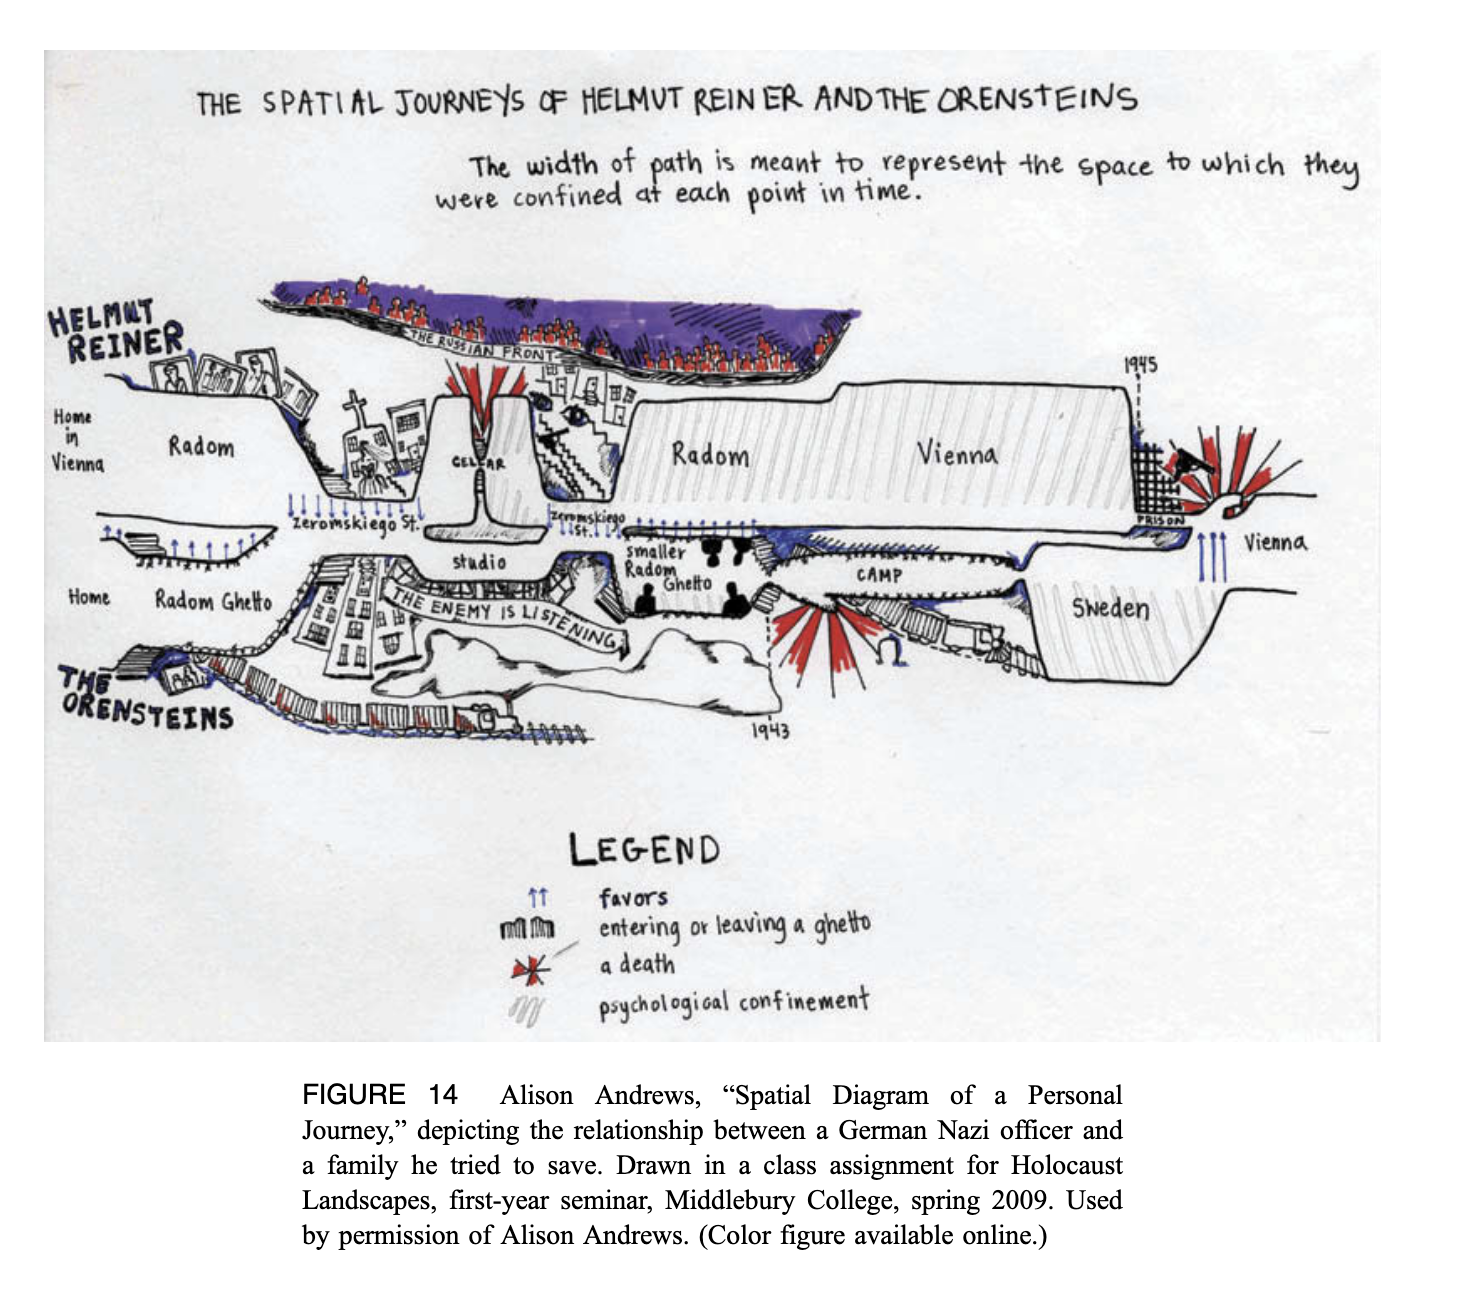 THE SPATIAL JOURNEYS OF HELMUT REINER AND THE ORENSTEINS
The width of path is meant to represent the space to which they
were confined at each point in time.
HELMUT
REINER
THE RUSSIAN FRONT
1945
Home
in
Vienna
Radom
CELLAR
Radom
Vienna
PRISON
Zeromskiego St.
Zeromskiego
St.
studio
smaller
Radom
Ghetto
CAMP
Vienna
Home
Radom Ghetto
THE ENEMY IS LISTENING
Sweden
THE
ORENSTEINS
1943
LEGEND
favors
entering or leaving a ghetto
a death
psychological confinement
FIGURE 14 Alison Andrews, “Spatial Diagram of a Personal
Journey,” depicting the relationship between a German Nazi officer and
a family he tried to save. Drawn in a class assignment for Holocaust
Landscapes, first-year seminar, Middlebury College, spring 2009. Used
by permission of Alison Andrews. (Color figure available online.)